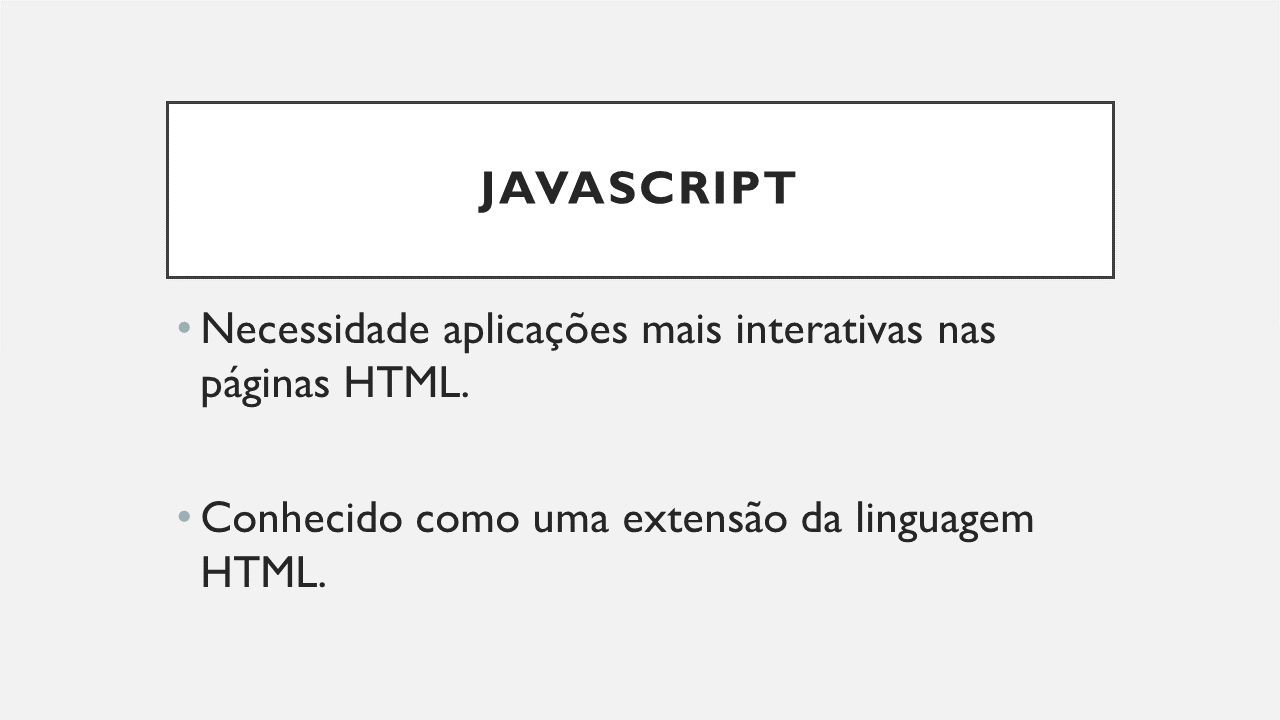 JAVASCRIPT
• Necessidade aplicações mais interativas nas
páginas HTML.
• Conhecido como uma extensão da linguagem
HTML.